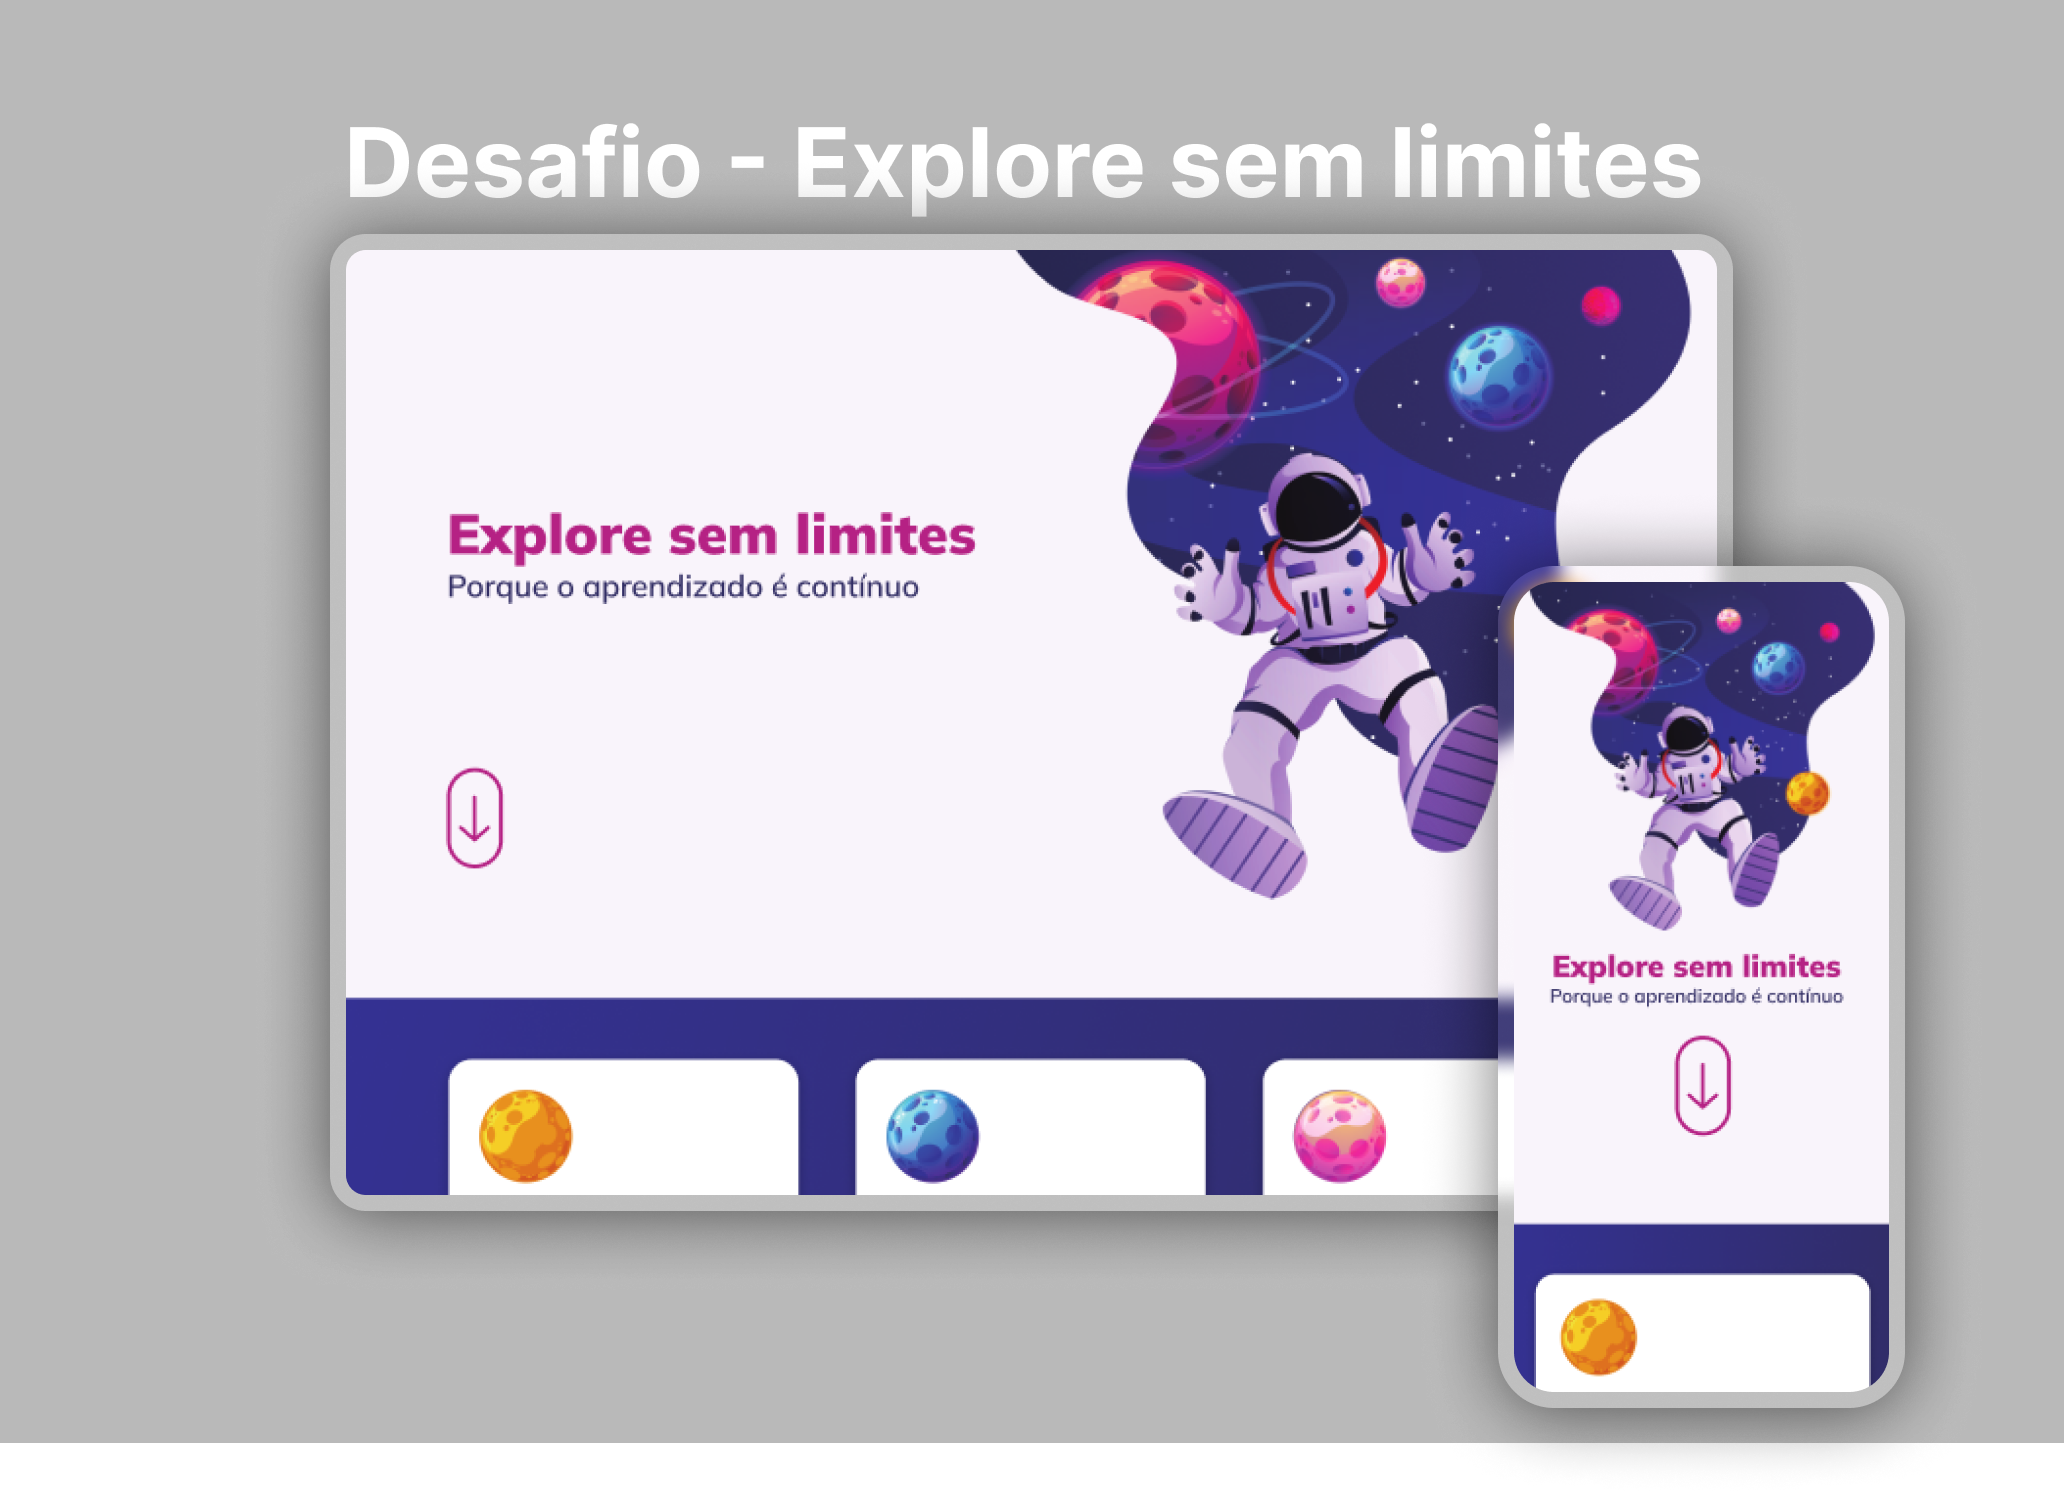 Desafio - Explore sem limites
Explore sem limites
Porque o aprendizado é contínuo
Explore sem limites
Porque o aprendizado é contínuo